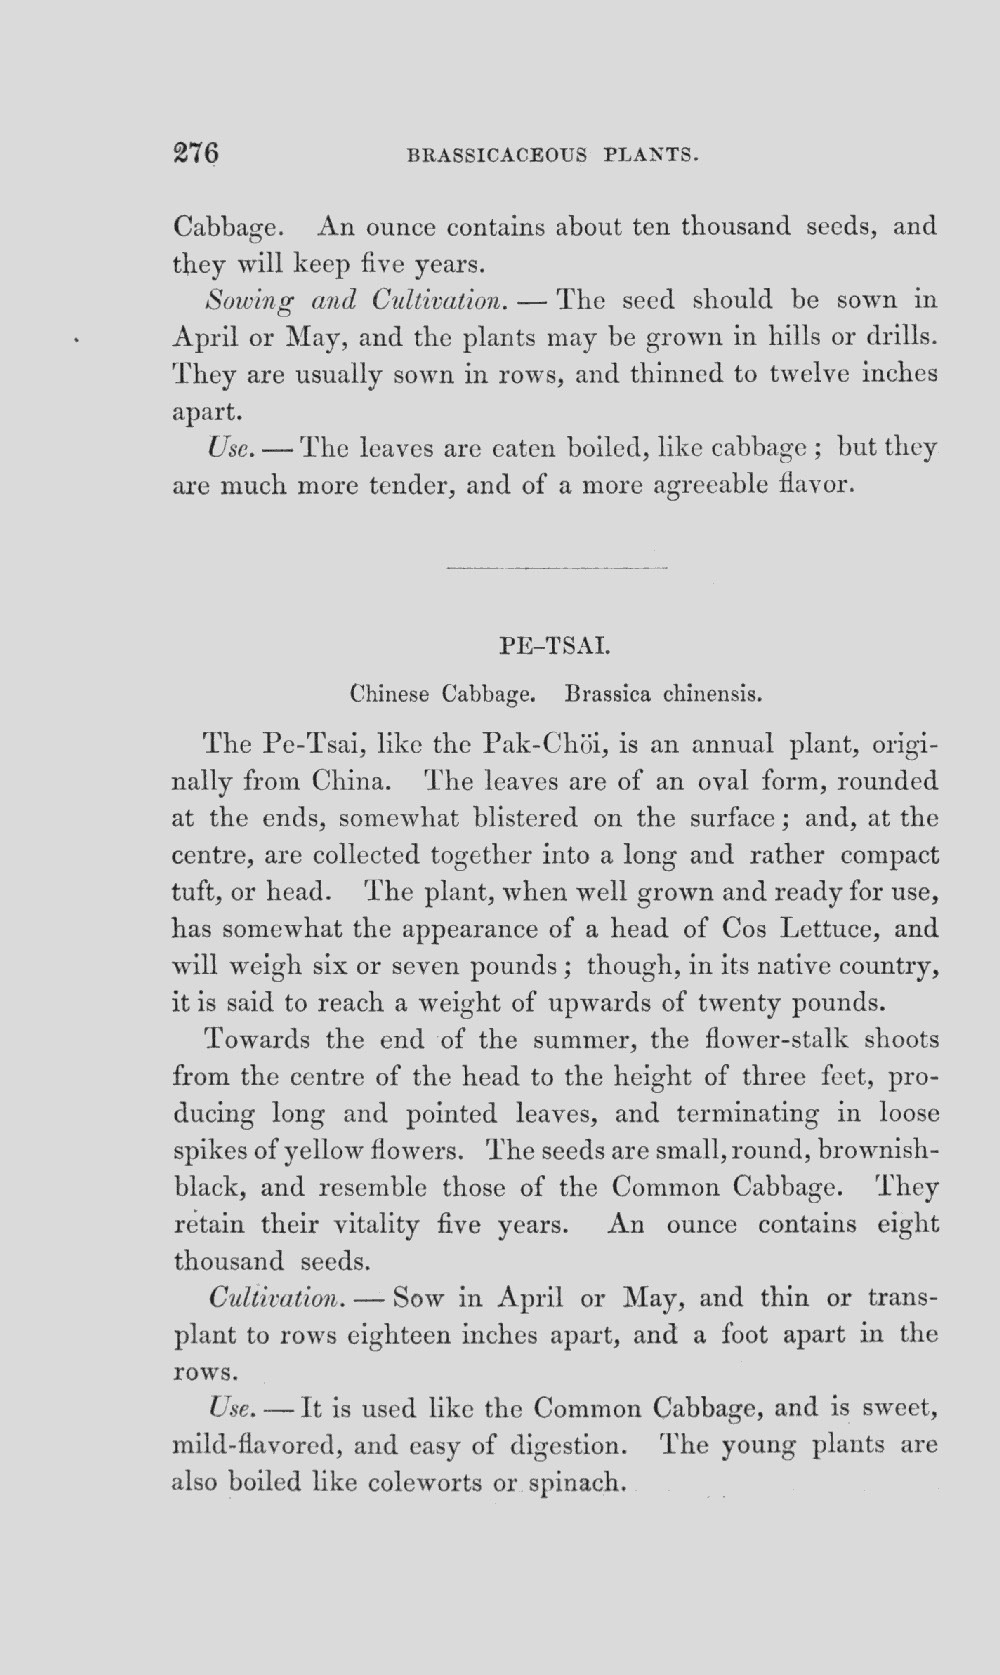 276 BRASSICACEOUS PLANTS.
Cabbage. An ounce contains about ten thousand seeds, and
they will keep five years.
Sowing and Cultivation. — The seed should be sown in
April or May, and the plants may be grown in hills or drills.
They are usually sown in rows, and thinned to twelve inches
apart.
Use. — The leaves are eaten boiled, like cabbage; but they
are much more tender, and of a more agreeable flavor.
PE-TSAI.
Chinese Cabbage. Brassica chinensis.
The Pe-Tsai, like the Pak-Chöi, is an annual plant, origi-
nally from China. The leaves are of an oval form, rounded
at the ends, somewhat blistered on the surface; and, at the
centre, are collected together into a long and rather compact
tuft, or head. The plant, when well grown and ready for use,
has somewhat the appearance of a head of Cos Lettuce, and
will weigh six or seven pounds; though, in its native country,
it is said to reach a weight of upwards of twenty pounds.
Towards the end of the summer, the flower-stalk shoots
from the centre of the head to the height of three feet, pro-
ducing long and pointed leaves, and terminating in loose
spikes of yellow flowers. The seeds are small, round, brownish-
black, and resemble those of the Common Cabbage. They
retain their vitality five years. An ounce contains eight
thousand seeds.
Cultivation. — Sow in April or May, and thin or trans-
plant to rows eighteen inches apart, and a foot apart in the
rows.
Use. — It is used like the Common Cabbage, and is sweet,
mild-flavored, and easy of digestion. The young plants are
also boiled like coleworts or spinach.